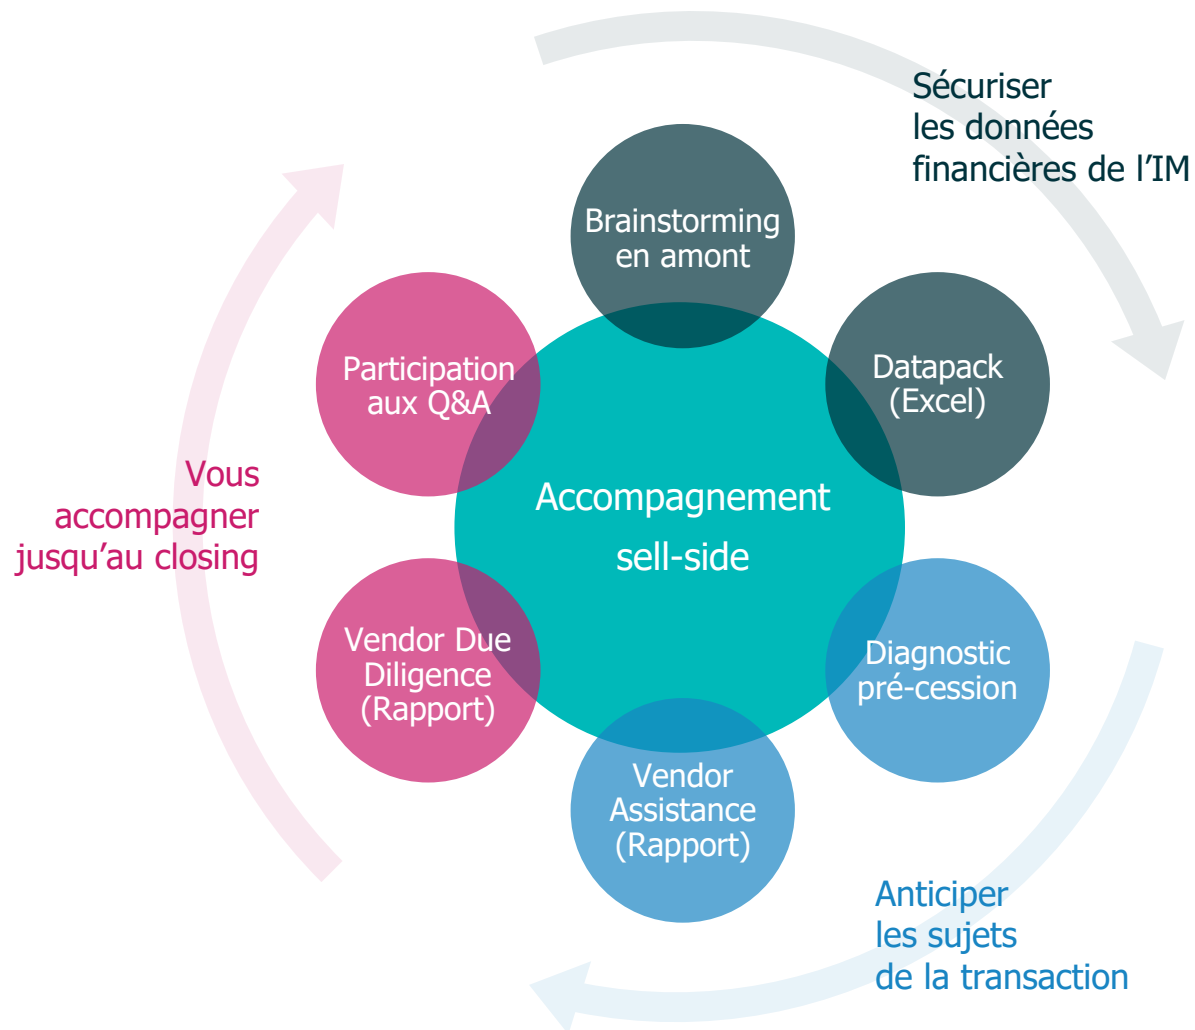 Sécuriser
les données
financières de l’IM
Brainstorming
en amont
Datapack
(Excel)
Participation
aux Q&A
Accompagnement
sell-side
Vous
accompagner
jusqu’au closing
Diagnostic
pré-cession
Vendor Due
Diligence
(Rapport)
Vendor
Assistance
(Rapport)
Anticiper
les sujets
de la transaction